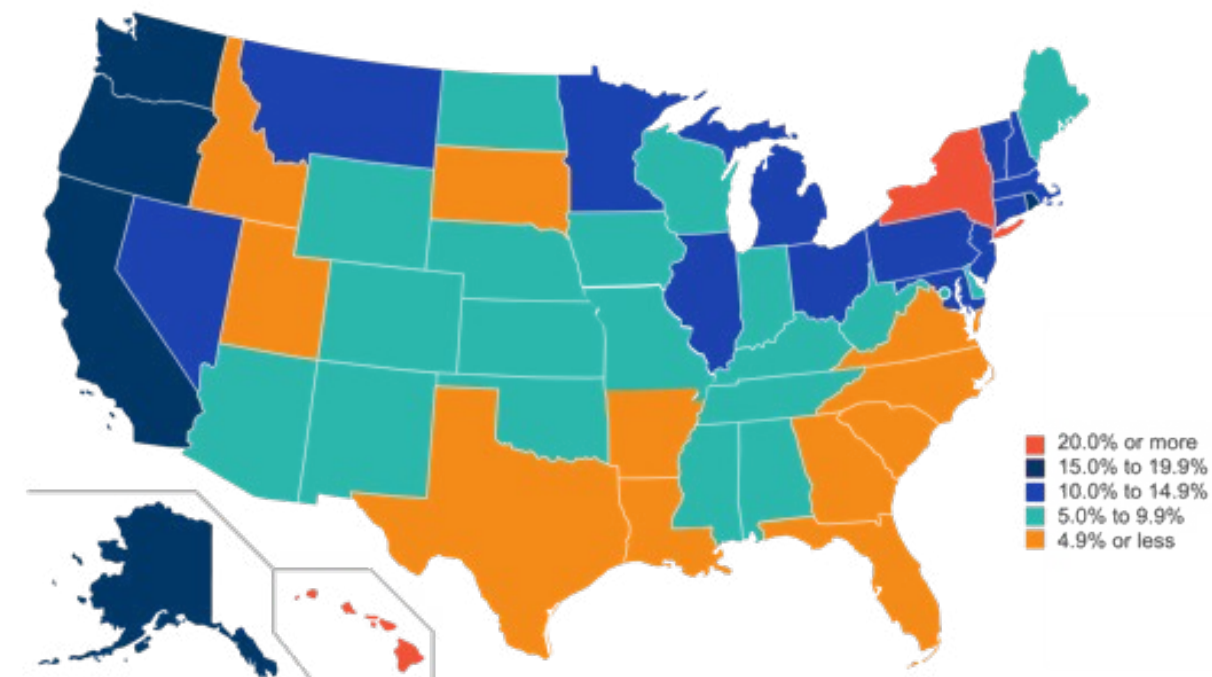 20.0% or more
15.0% to 19.9%
10.0% to 14.9%
5.0% to 9.9%
4.9% or less